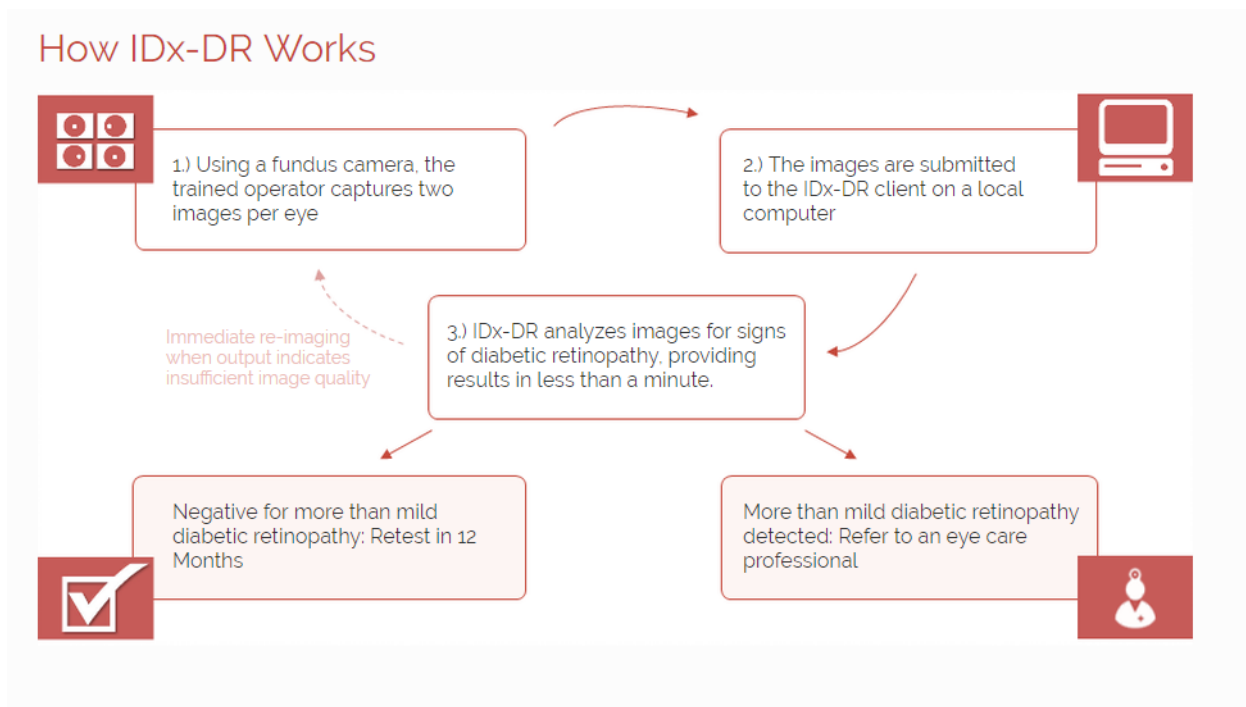 How IDx-DR Works
1.) Using a fundus camera, the
trained operator captures two
images per eye
2.) The images are submitted
to the IDx-DR client on a local
computer
3.) IDx-DR analyzes images for signs
of diabetic retinopathy, providing
results in less than a minute.
Immediate re-imaging
when output indicates
insufficient image quality
Negative for more than mild
diabetic retinopathy: Retest in 12
Months
More than mild diabetic retinopathy
detected: Refer to an eye care
professional